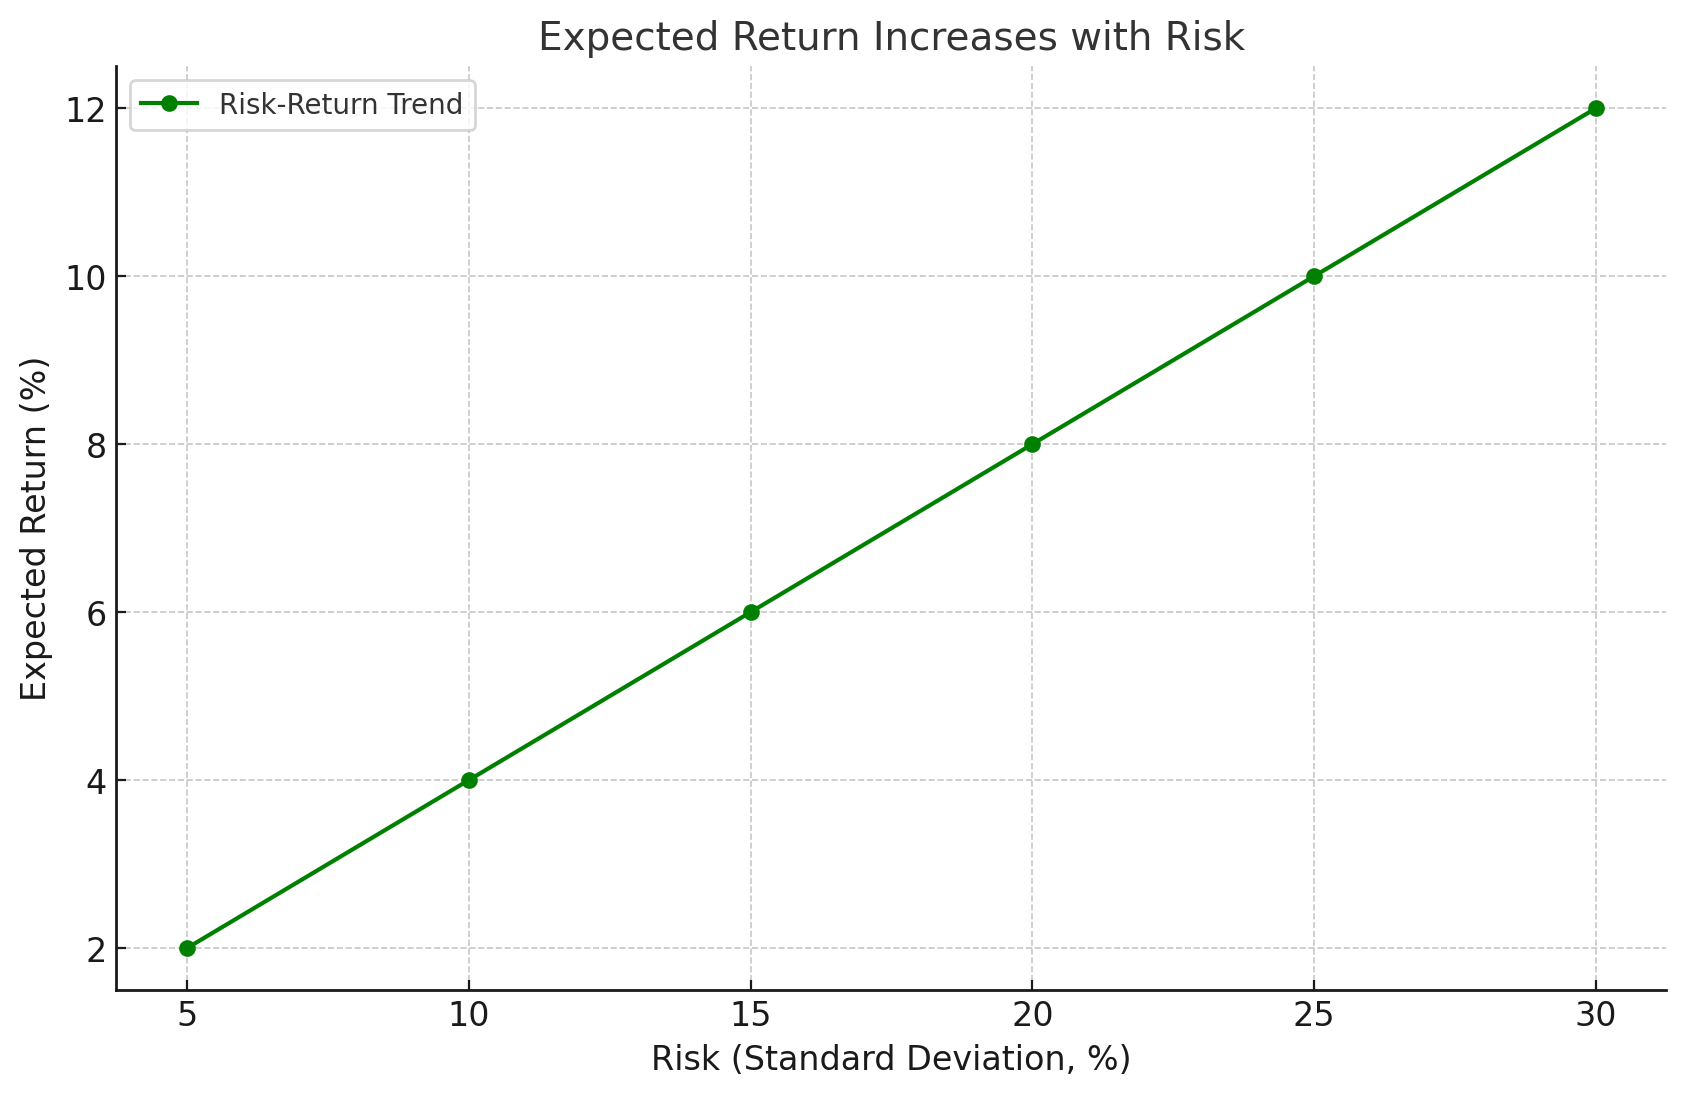 Expected Return Increases with Risk
Risk-Return Trend
Expected Return (%)
12
10
8
6
4
2
5 10 15 20 25 30
Risk (Standard Deviation, %)